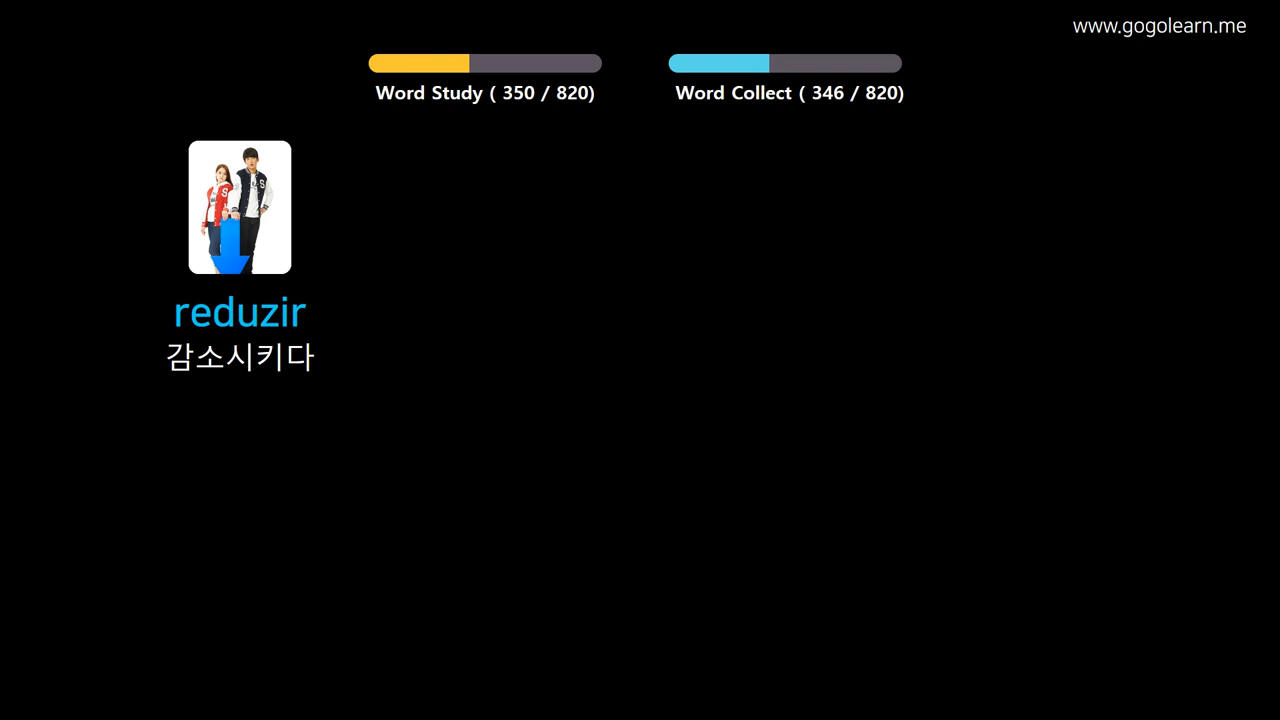 www.gogolearn.me
Word Study ( 350 / 820)
Word Collect ( 346 / 820)
S
S
reduzir
감소시키다